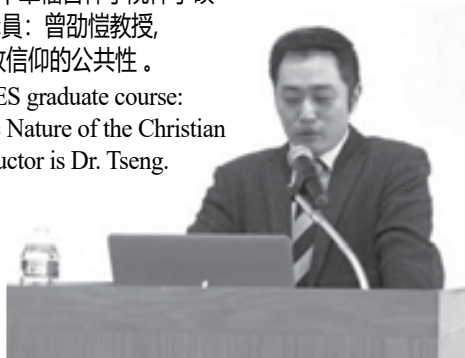 員：曾劭愷教授，
信仰的公共性。
ES graduate course:
Nature of the Christian
uctor is Dr. Tseng.